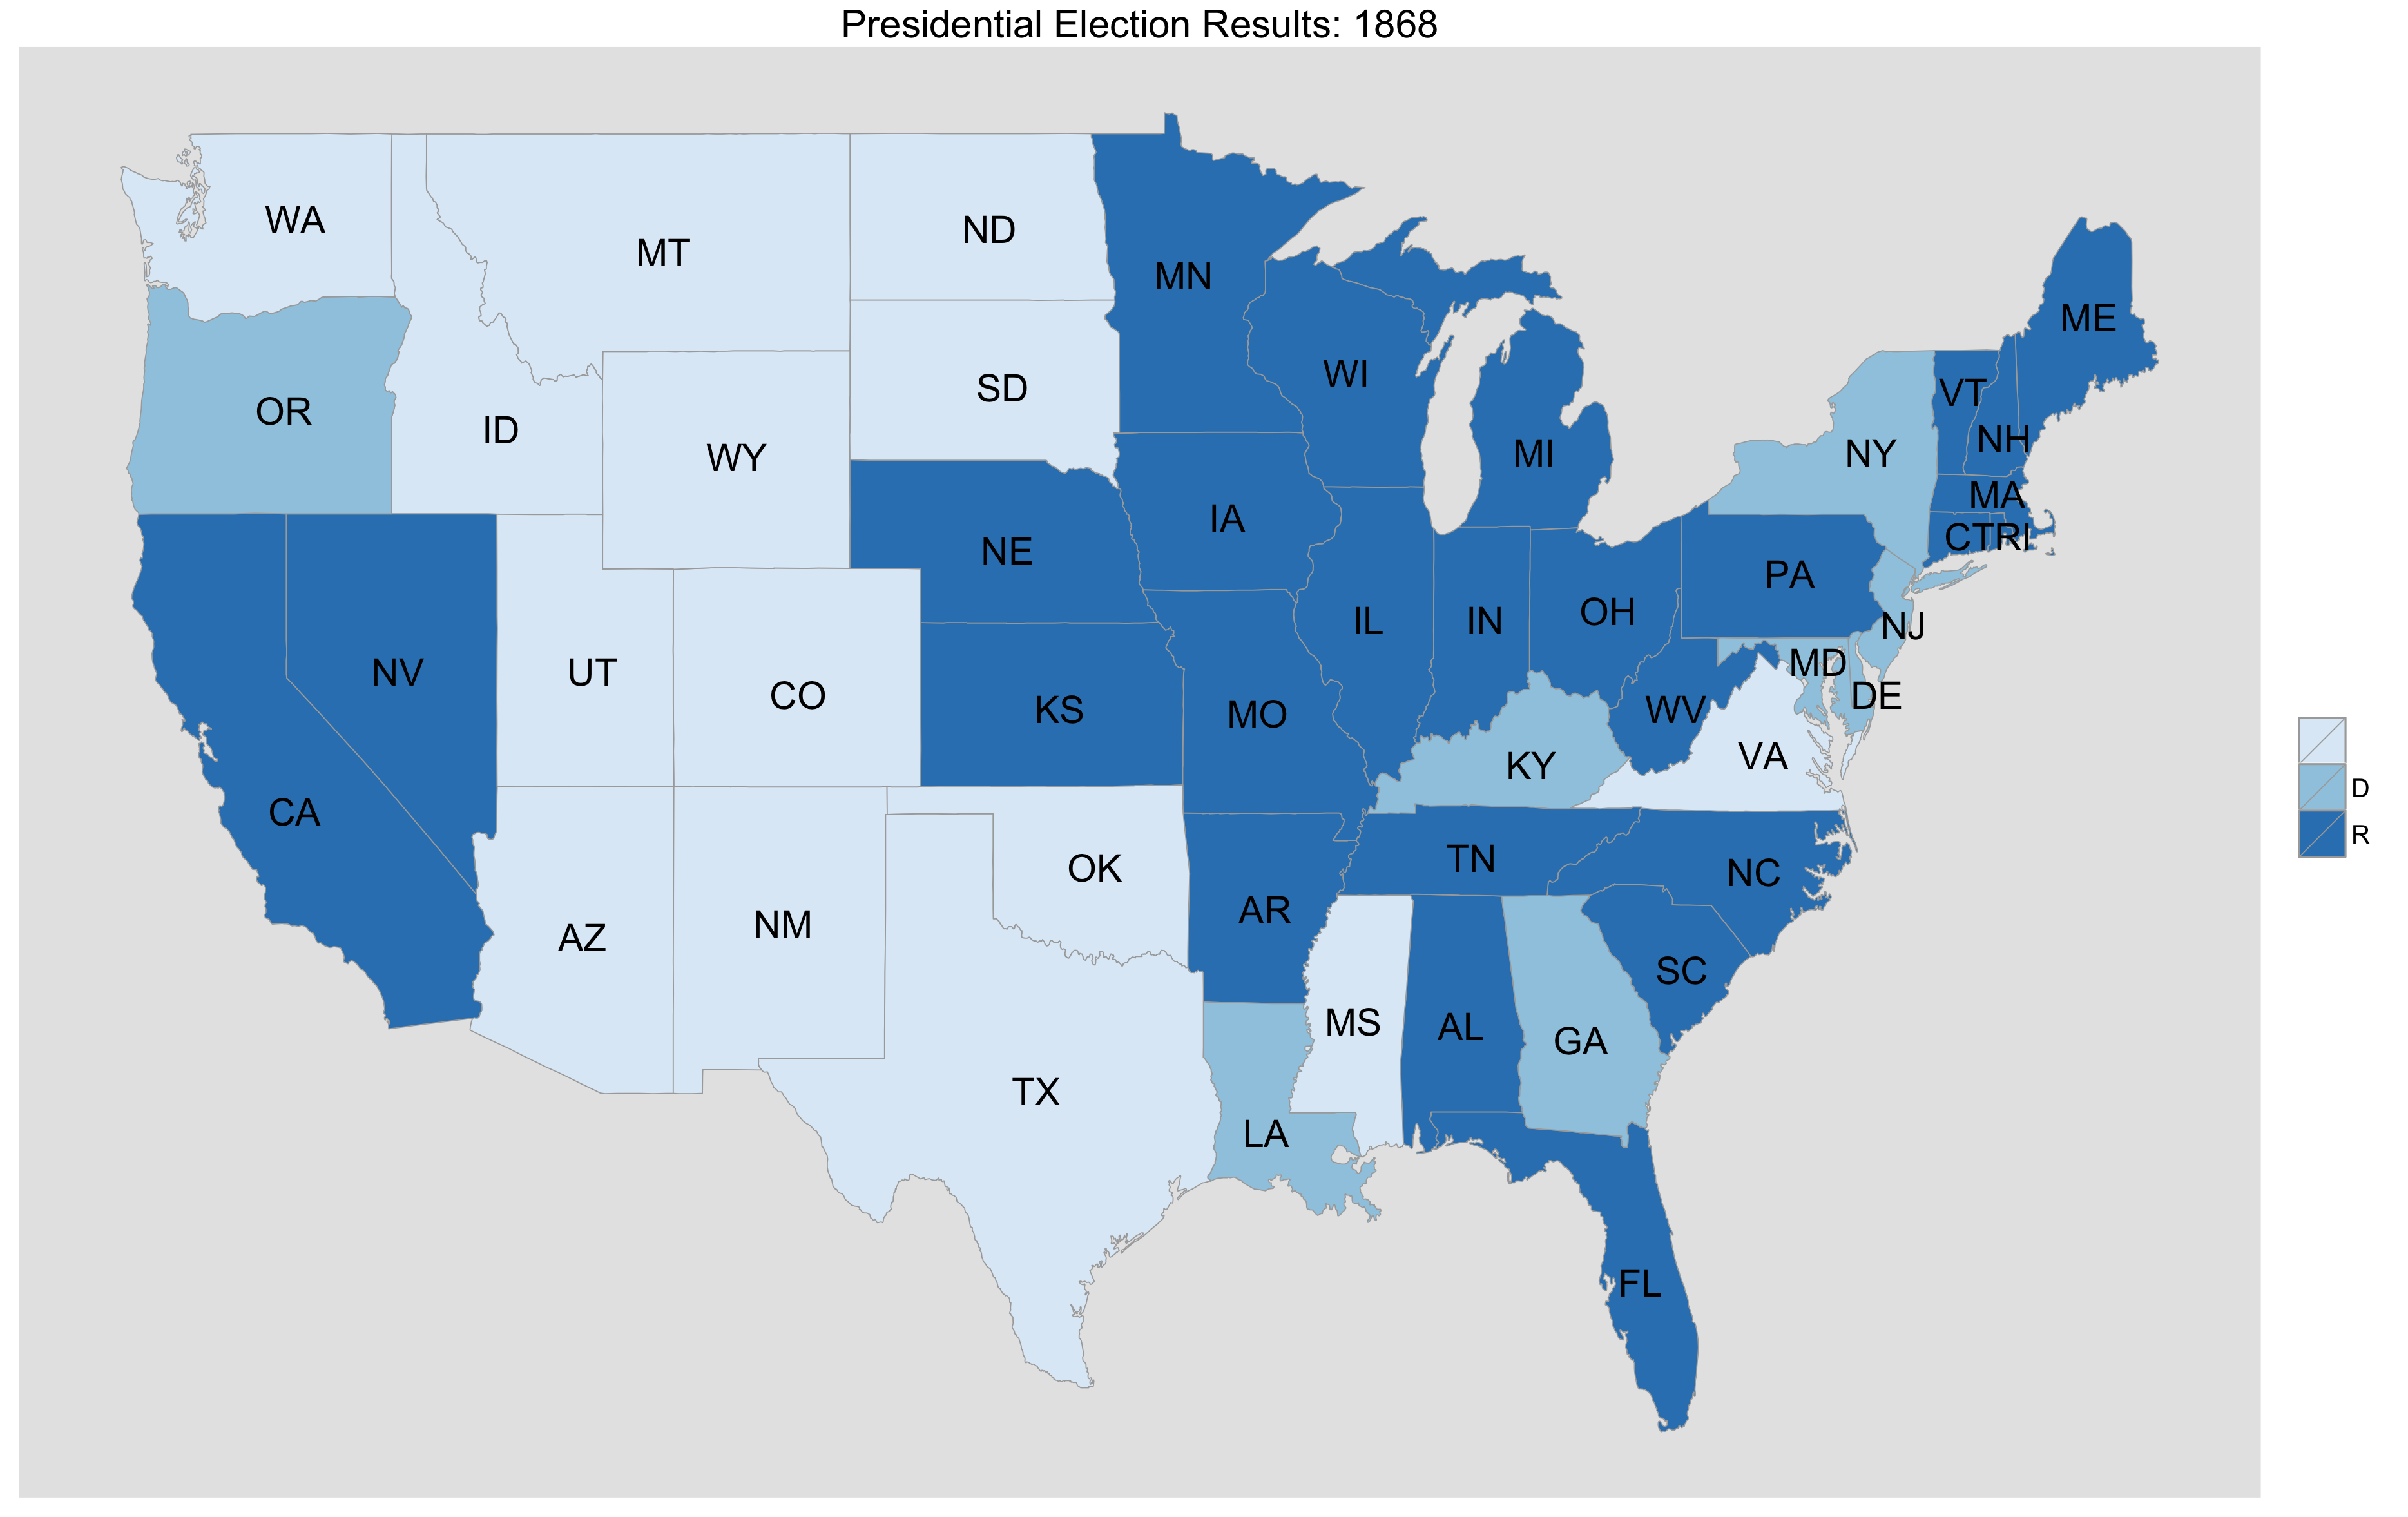 Presidential Election Results: 1868
WA
MT
ND
MN
ME
OR
ID
WY
SD
WI
MI
VT
NY
NH
MA
CTRI
NE
IA
PA
IL
IN
OH
NJ
NV
UT
CO
KS
MO
WV
MD
DE
VA
KY
D
R
CA
OK
TN
NC
AZ
NM
AR
SC
MS
AL
GA
TX
LA
FL